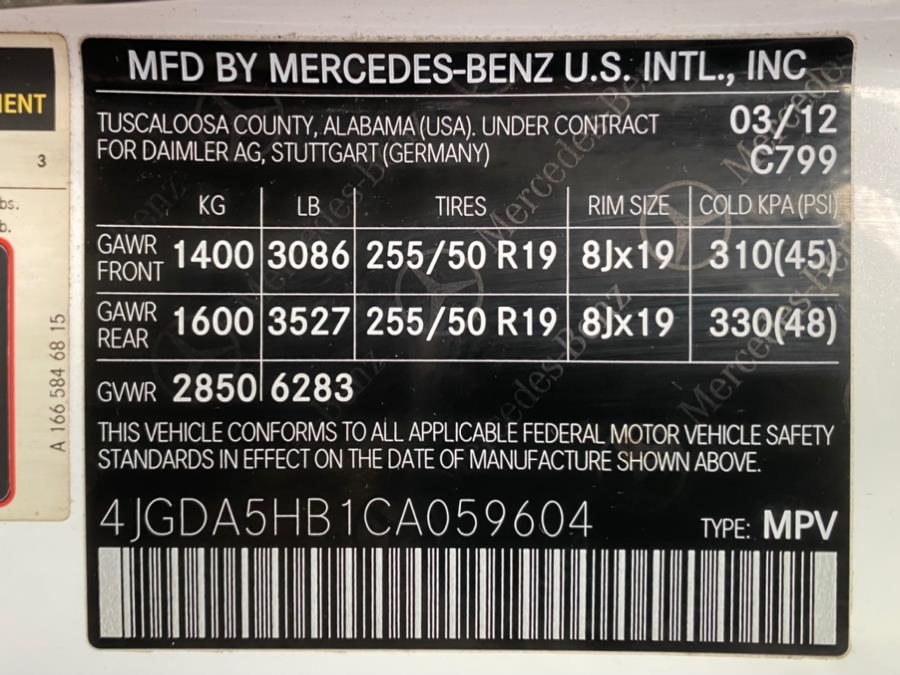 MENT
3
bs.
b.
A 166 584 68 15
MFD BY MERCEDES-BENZ U.S. INTL., INC
TUSCALOOSA COUNTY, ALABAMA (USA). UNDER CONTRACT 03/12
FOR DAIMLER AG, STUTTGART (GERMANY) C799
KG LB TIRES RIM SIZE COLD KPA (PSI)
GAWR FRONT 1400 3086 255/50 R19 8Jx19 310(45)
GAWR REAR 1600 3527 255/50 R19 8Jx19 330(48)
GVWR 2850 6283
THIS VEHICLE CONFORMS TO ALL APPLICABLE FEDERAL MOTOR VEHICLE SAFETY
STANDARDS IN EFFECT ON THE DATE OF MANUFACTURE SHOWN ABOVE.
4JGDA5HB1CA059604 TYPE: MPV